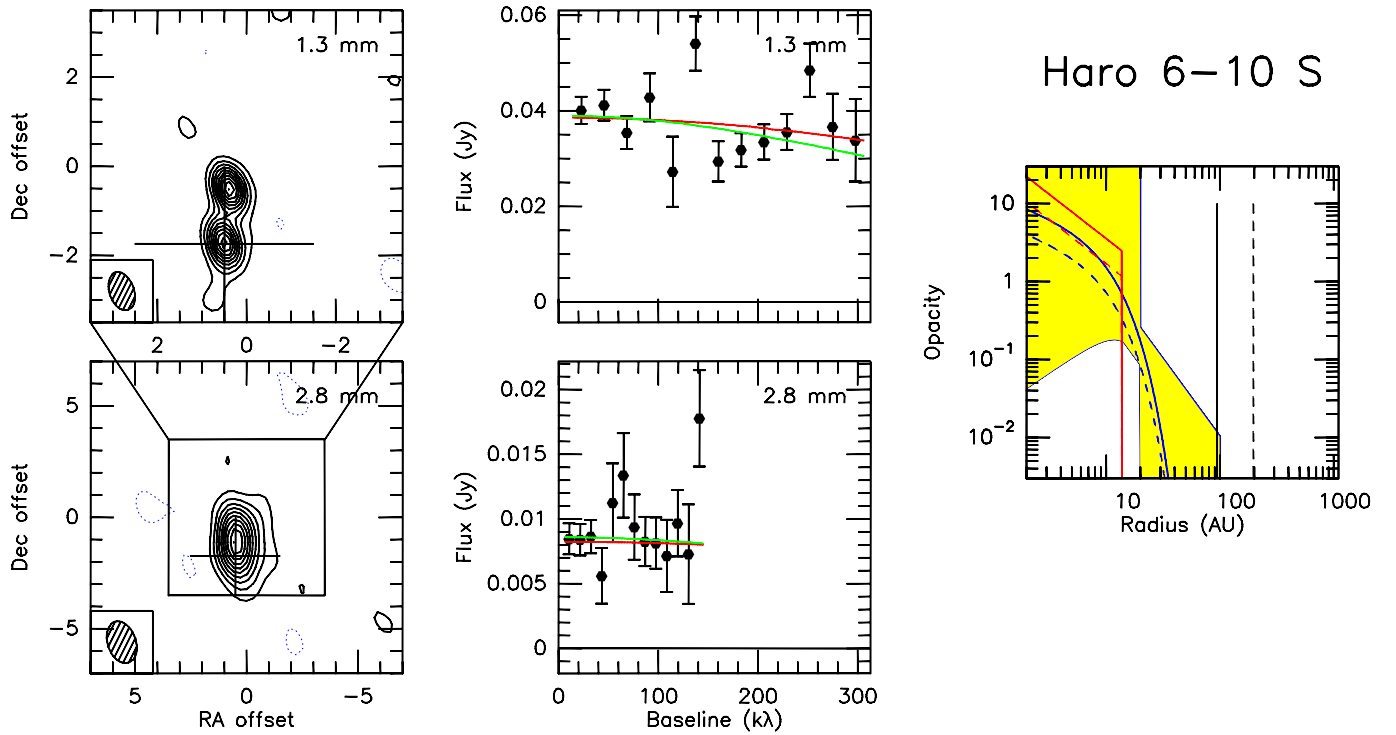 Haro 6−10 S
1.3 mm
Dec offset
2
0
−2
2
0
−2
2.8 mm
Dec offset
5
0
−5
5
0
−5
RA offset
1.3 mm
Flux (Jy)
0.06
0.04
0.02
0
2.8 mm
Flux (Jy)
0.02
0.015
0.01
0.005
0
0
100
200
300
Baseline (kλ)
Opacity
10
1
10⁻¹
10⁻²
10
100
1000
Radius (AU)